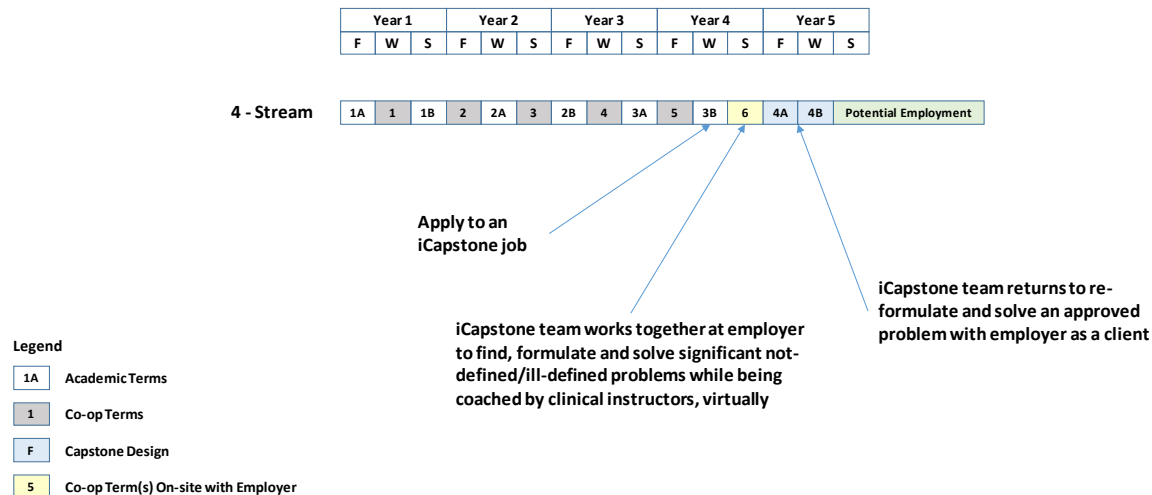 Year 1 Year 2 Year 3 Year 4 Year 5
F W S F W S F W S F W S F W S
4 - Stream 1A 1 1B 2 2A 3 2B 4 3A 5 3B 6 4A 4B Potential Employment
Apply to an
iCapstone job
iCapstone team works together at employer
to find, formulate and solve significant not-
defined/ill-defined problems while being
coached by clinical instructors, virtually
iCapstone team returns to re-
formulate and solve an approved
problem with employer as a client
Legend
1A Academic Terms
1 Co-op Terms
F Capstone Design
5 Co-op Term(s) On-site with Employer